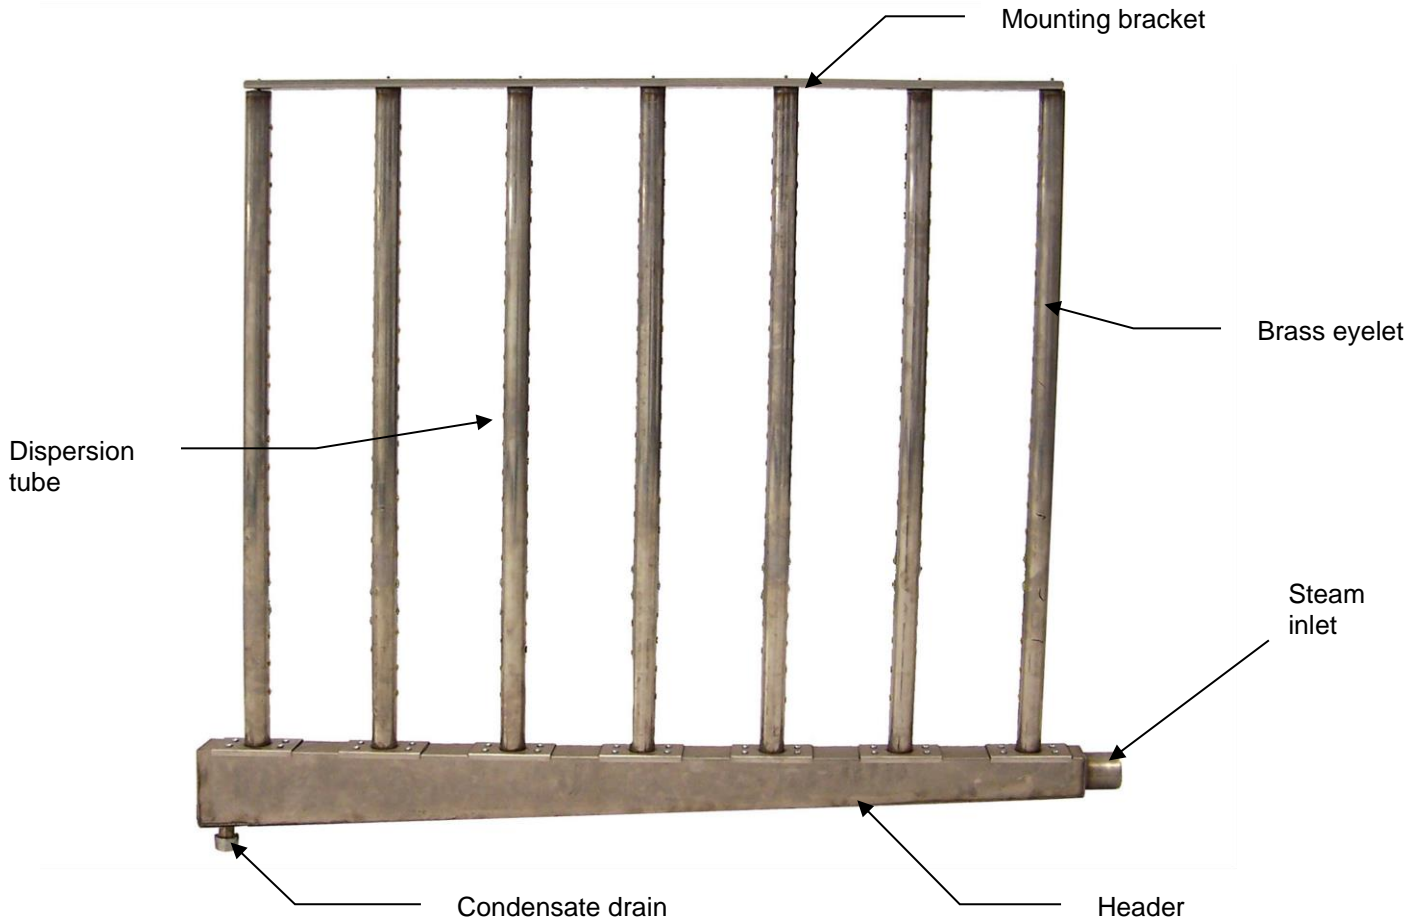 Mounting bracket
Brass eyelet
Dispersion
tube
Steam
inlet
Condensate drain
Header